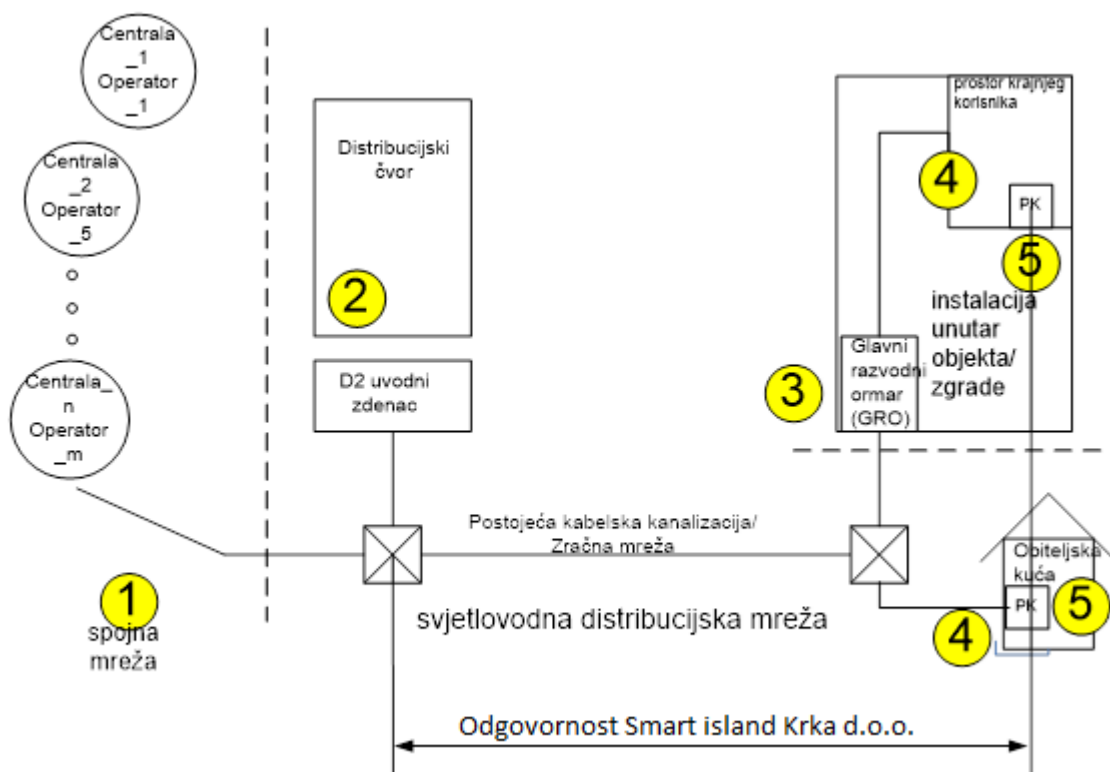 Centrala
_1
Operator
_1
Centrala
_2
Operator
_5
Centrala_
n
Operator
_m
1
spojna
mreža
Distribucijski
čvor
2
D2 uvodni
zdenac
prostor krajnjeg
korisnika
4
PK
5
instalacija
unutar
objekta/
zgrade
3
Glavni
razvodni
ormar
(GRO)
Postojeća kabelska kanalizacija/
Zračna mreža
svjetlovodna distribucijska mreža
Obiteljska
kuća
PK
5
4
Odgovornost Smart island Krka d.o.o.